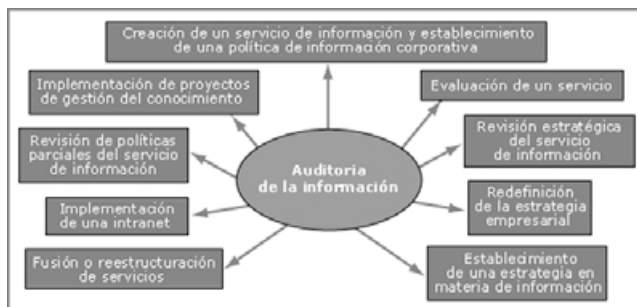 Creación de un servicio de información y establecimiento
de una política de información corporativa
Implementación de proyectos
de gestión del conocimiento
Evaluación de un servicio
Revisión de políticas
parciales del servicio
de información
Revisión estratégica
del servicio
de información
Auditoria
de la información
Implementación
de una intranet
Redefinición
de la estrategia
empresarial
Fusión o reestructuración
de servicios
Establecimiento
de una estrategia en
materia de información